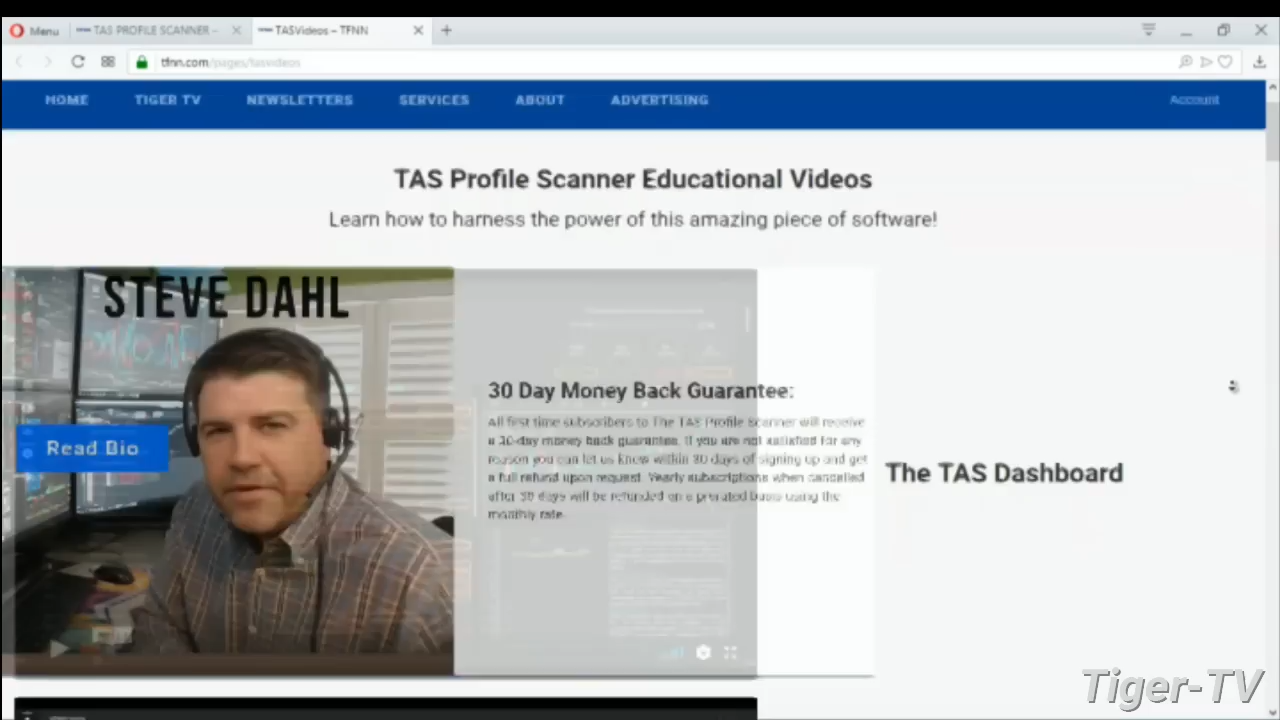 Menu
TAS PROFILE SCANNER -
TASVideos – TFNN
tfnn.com/pages/tasvideos
HOME
TIGER TV
NEWSLETTERS
SERVICES
ABOUT
ADVERTISING
Account
TAS Profile Scanner Educational Videos
Learn how to harness the power of this amazing piece of software!
STEVE DAHL
Read Bio
30 Day Money Back Guarantee:
All first time subscribers to The TAS Profile Scanner will receive
a 30-day money back guarantee. If you are not satisfied for any
reason you can let us know within 30 days of signing up and get
a full refund upon request. Yearly subscriptions when cancelled
after 30 days will be refunded on a prorated basis using the
monthly rate.
The TAS Dashboard
Tiger-TV